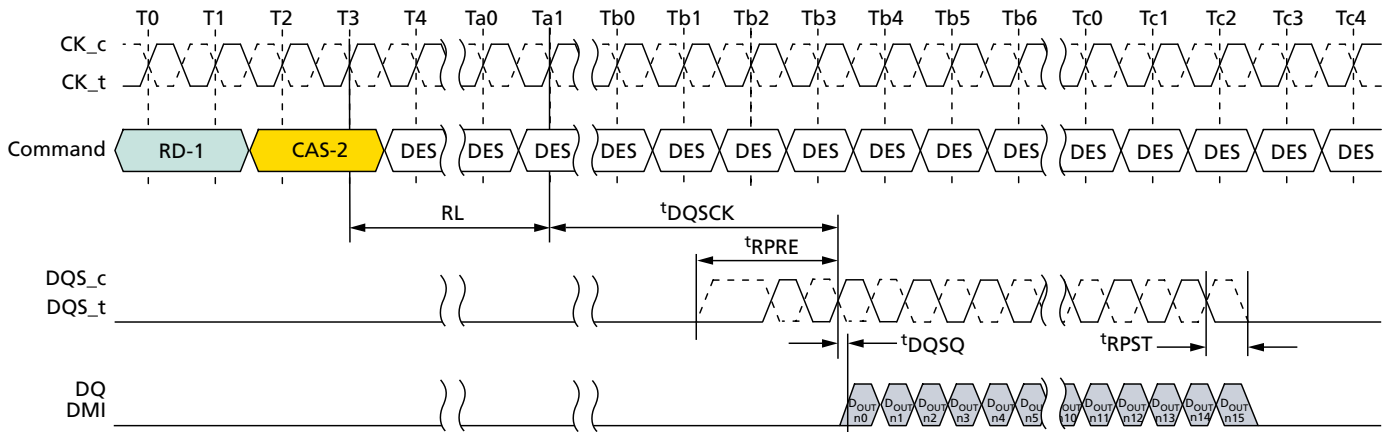 T0 T1 T2 T3 T4 Ta0 Ta1 Tb0 Tb1 Tb2 Tb3 Tb4 Tb5 Tb6 Tc0 Tc1 Tc2 Tc3 Tc4
CK_c
CK_t
Command RD-1 CAS-2 DES DES DES DES DES DES DES DES DES DES DES DES DES DES DES
RL tDQSCK
tRPRE
DQS_c
DQS_t
tDQSQ tRPST
DQ
DMI
DOUT n0 DOUT n1 DOUT n2 DOUT n3 DOUT n4 DOUT n5 DOUT n10 DOUT n11 DOUT n12 DOUT n13 DOUT n14 DOUT n15